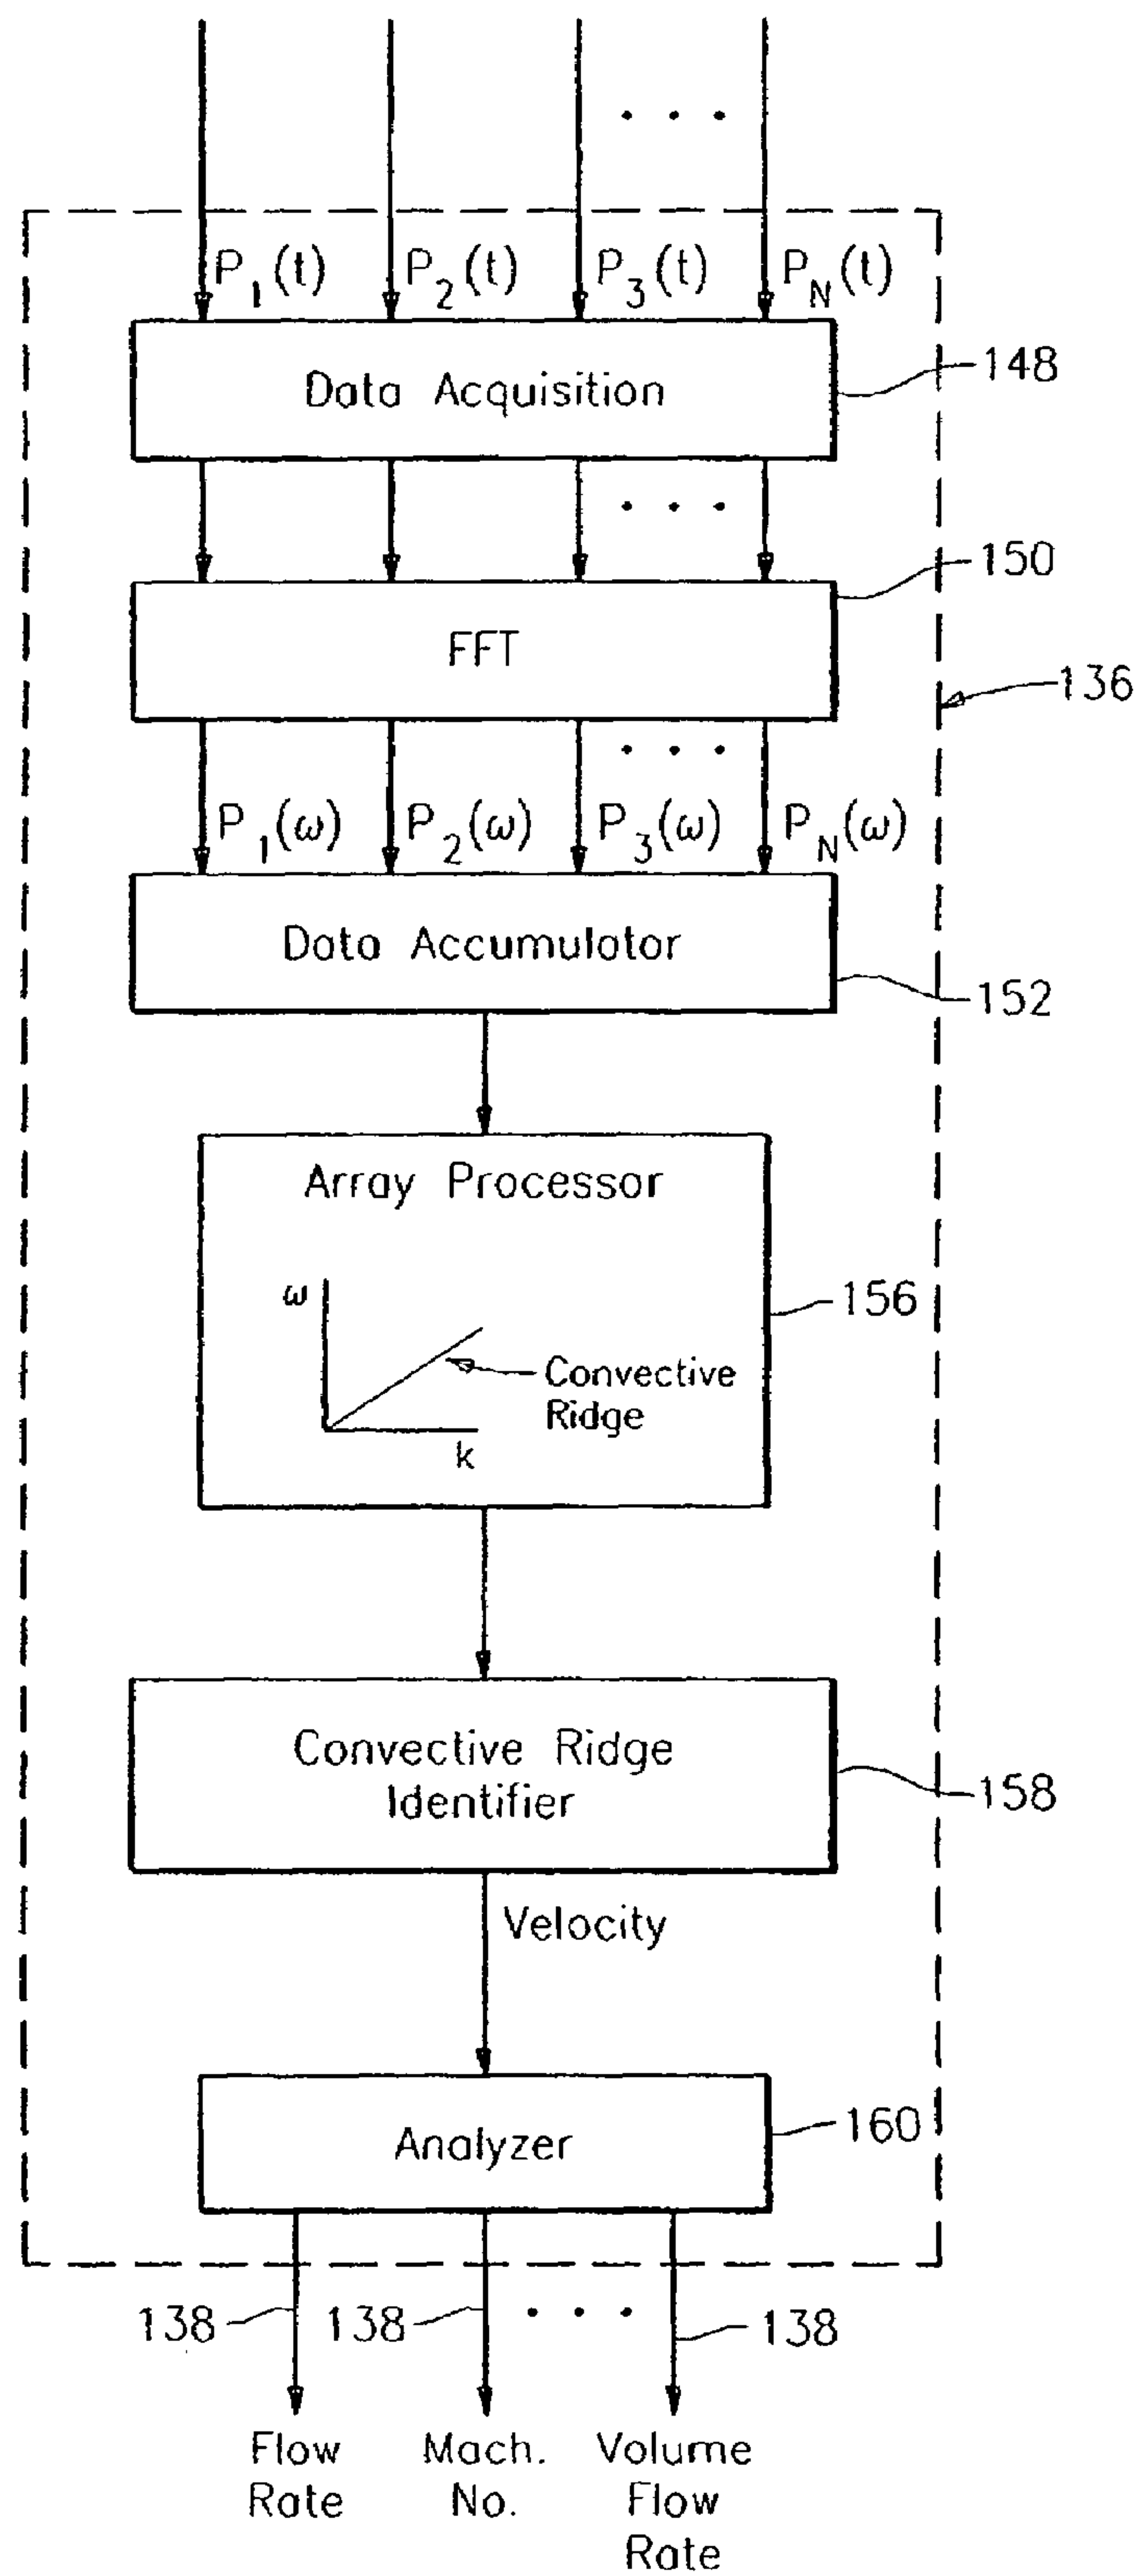 P1(t) P2(t) P3(t) PN(t)
Data Acquisition
148
150
FFT
136
P1(ω) P2(ω) P3(ω) PN(ω)
Data Accumulator
152
Array Processor
ω
156
Convective
Ridge
k
Convective Ridge
Identifier
158
Velocity
Analyzer
160
138 138 138
Flow Mach. Volume
Rate No. Flow
Rate